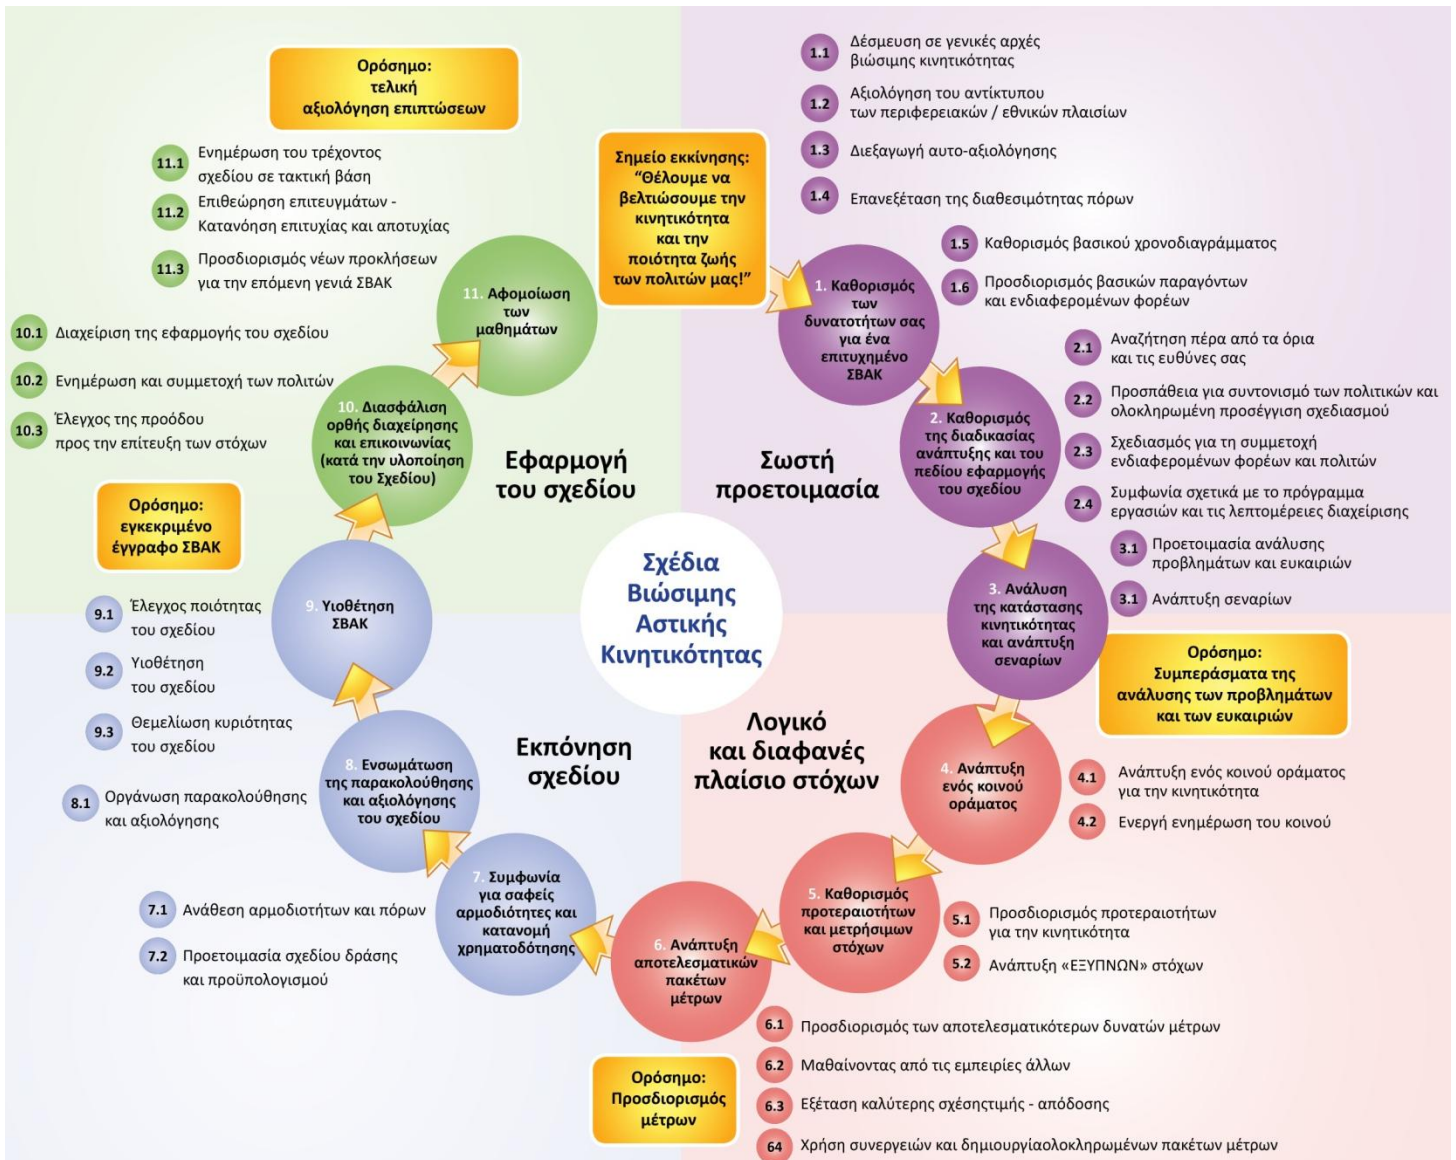 Ορόσημο:
τελική
αξιολόγηση επιπτώσεων
11.1 Ενημέρωση του τρέχοντος
σχεδίου σε τακτική βάση
11.2 Επιθεώρηση επιτευγμάτων -
Κατανόηση επιτυχίας και αποτυχίας
11.3 Προσδιορισμός νέων προκλήσεων
για την επόμενη γενιά ΣΒΑΚ
10.1 Διαχείριση της εφαρμογής του σχεδίου
10.2 Ενημέρωση και συμμετοχή των πολιτών
10.3 Έλεγχος της προόδου
προς την επίτευξη των στόχων
11. Αφομοίωση
των
μαθημάτων
10. Διασφάλιση
ορθής διαχείρησης
και επικοινωνίας
(κατά την υλοποίηση
του Σχεδίου)
Εφαρμογή
του σχεδίου
Ορόσημο:
εγκεκριμένο
έγγραφο ΣΒΑΚ
Σημείο εκκίνησης:
“Θέλουμε να
βελτιώσουμε την
κινητικότητα
και την
ποιότητα ζωής
των πολιτών μας!”
1.1 Δέσμευση σε γενικές αρχές
βιώσιμης κινητικότητας
1.2 Αξιολόγηση του αντίκτυπου
των περιφερειακών / εθνικών πλαισίων
1.3 Διεξαγωγή αυτο-αξιολόγησης
1.4 Επανεξέταση της διαθεσιμότητας πόρων
1.5 Καθορισμός βασικού χρονοδιαγράμματος
1.6 Προσδιορισμός βασικών παραγόντων
και ενδιαφερομένων φορέων
1. Καθορισμός
των
δυνατοτήτων σας
για ένα
επιτυχημένο
ΣΒΑΚ
2.1 Αναζήτηση πέρα από τα όρια
και τις ευθύνες σας
2.2 Προσπάθεια για συντονισμό των πολιτικών και
ολοκληρωμένη προσέγγιση σχεδιασμού
2.3 Σχεδιασμός για τη συμμετοχή
ενδιαφερομένων φορέων και πολιτών
2.4 Συμφωνία σχετικά με το πρόγραμμα
εργασιών και τις λεπτομέρειες διαχείρισης
2. Καθορισμός
της διαδικασίας
ανάπτυξης και του
πεδίου εφαρμογής
του σχεδίου
Σωστή
προετοιμασία
3.1 Προετοιμασία ανάλυσης
προβλημάτων και ευκαιριών
3.1 Ανάπτυξη σεναρίων
3. Ανάλυση
της κατάστασης
κινητικότητας
και ανάπτυξη
σεναρίων
Ορόσημο:
Συμπεράσματα της
ανάλυσης των προβλημάτων
και των ευκαιριών
Σχέδια
Βιώσιμης
Αστικής
Κινητικότητας
9. Υιοθέτηση
ΣΒΑΚ
9.1 Έλεγχος ποιότητας
του σχεδίου
9.2 Υιοθέτηση
του σχεδίου
9.3 Θεμελίωση κυριότητας
του σχεδίου
8.1 Οργάνωση παρακολούθησης
και αξιολόγησης
8. Ενσωμάτωση
της παρακολούθησης
και αξιολόγησης
του σχεδίου
Εκπόνηση
σχεδίου
7.1 Ανάθεση αρμοδιοτήτων και πόρων
7.2 Προετοιμασία σχεδίου δράσης
και προϋπολογισμού
7. Συμφωνία
για σαφείς
αρμοδιότητες και
κατανομή
χρηματοδότησης
Λογικό
και διαφανές
πλαίσιο στόχων
4. Ανάπτυξη
ενός κοινού
οράματος
4.1 Ανάπτυξη ενός κοινού οράματος
για την κινητικότητα
4.2 Ενεργή ενημέρωση του κοινού
5. Καθορισμός
προτεραιοτήτων
και μετρήσιμων
στόχων
5.1 Προσδιορισμός προτεραιοτήτων
για την κινητικότητα
5.2 Ανάπτυξη «ΕΞΥΠΝΩΝ» στόχων
6. Ανάπτυξη
αποτελεσματικών
πακέτων
μέτρων
6.1 Προσδιορισμός των αποτελεσματικότερων δυνατών μέτρων
6.2 Μαθαίνοντας από τις εμπειρίες άλλων
6.3 Εξέταση καλύτερης σχέσηςτιμής - απόδοσης
64 Χρήση συνεργειών και δημιουργίαολοκληρωμένων πακέτων μέτρων
Ορόσημο:
Προσδιορισμός
μέτρων